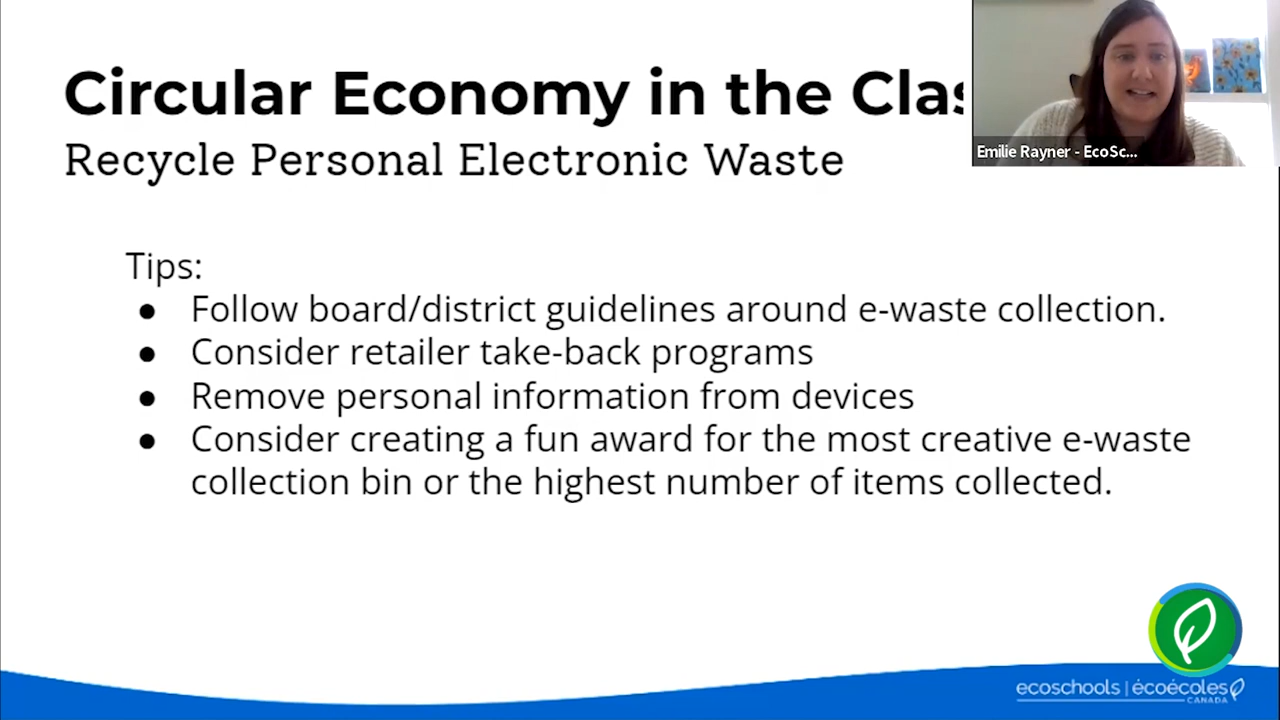 Circular Economy in the Clas
Recycle Personal Electronic Waste
Emilie Rayner - EcoSc...
Tips:
● Follow board/district guidelines around e-waste collection.
● Consider retailer take-back programs
● Remove personal information from devices
● Consider creating a fun award for the most creative e-waste
collection bin or the highest number of items collected.
ecoschools | écoécoles
CANADA